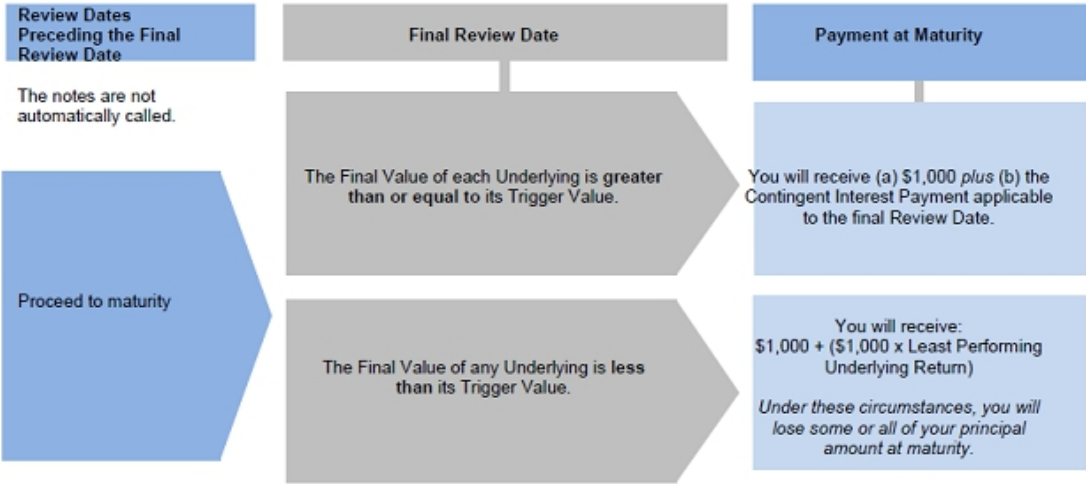 Review Dates
Preceding the Final
Review Date
The notes are not
automatically called.
Proceed to maturity
Final Review Date
The Final Value of each Underlying is greater
than or equal to its Trigger Value.
The Final Value of any Underlying is less
than its Trigger Value.
Payment at Maturity
You will receive (a) $1,000 plus (b) the
Contingent Interest Payment applicable
to the final Review Date.
You will receive:
$1,000 + ($1,000 x Least Performing
Underlying Return)
Under these circumstances, you will
lose some or all of your principal
amount at maturity.